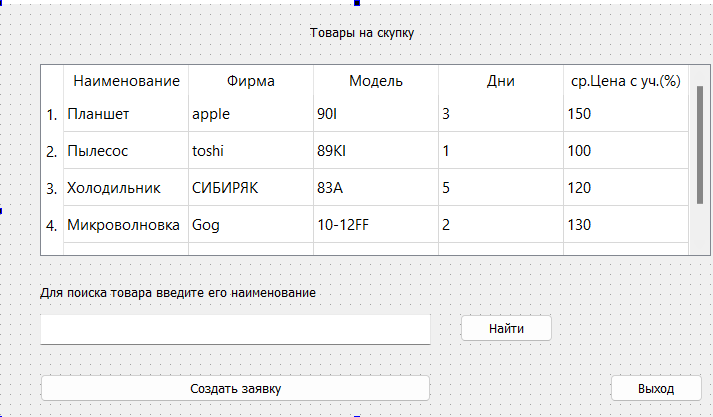 Товары на скупку
Наименование Фирма Модель Дни ср.Цена с уч.(%)
1. Планшет apple 90I 3 150
2. Пылесос toshi 89KI 1 100
3. Холодильник СИБИРЯК 83A 5 120
4. Микроволновка Gog 10-12FF 2 130
Для поиска товара введите его наименование
Найти
Создать заявку Выход